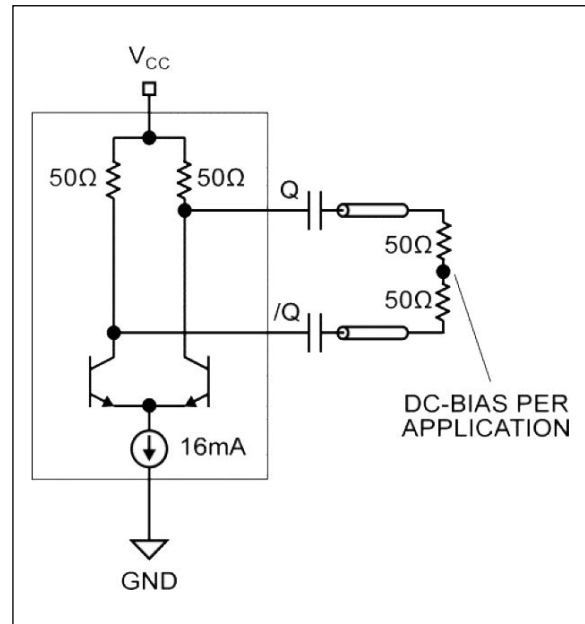 V_CC
50Ω
50Ω
Q
50Ω
50Ω
/Q
DC-BIAS PER
APPLICATION
16mA
GND